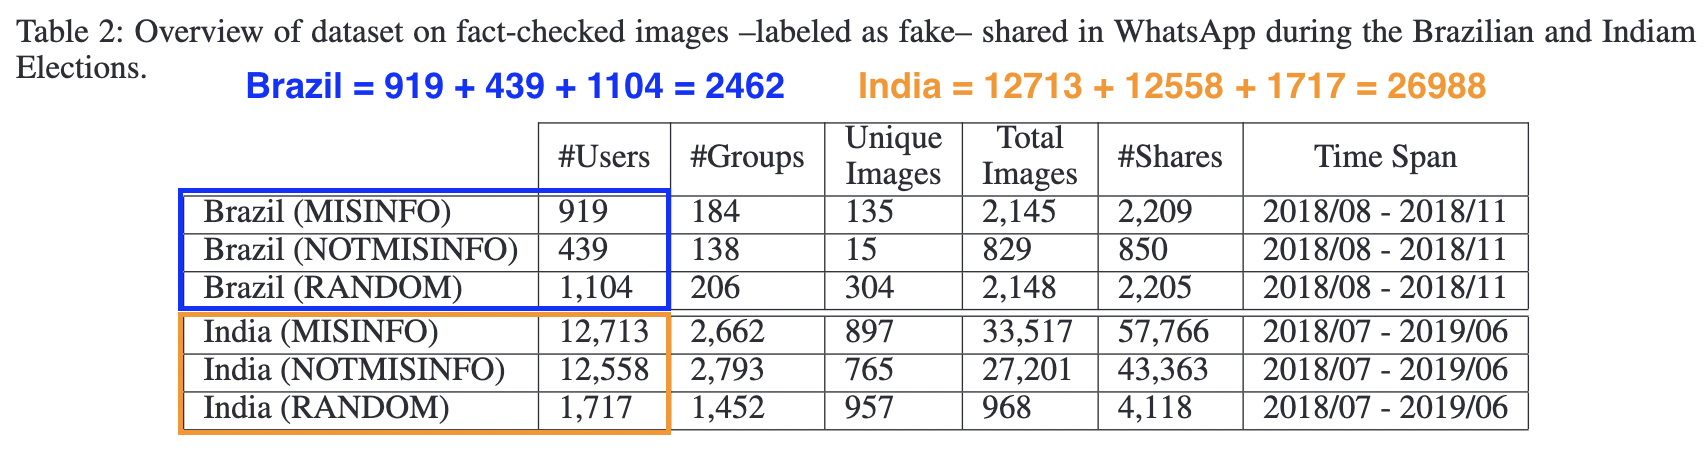 Table 2: Overview of dataset on fact-checked images –labeled as fake– shared in WhatsApp during the Brazilian and Indiam
Elections.
Brazil = 919 + 439 + 1104 = 2462 India = 12713 + 12558 + 1717 = 26988
#Users #Groups Unique Images Total Images #Shares Time Span
Brazil (MISINFO) 919 184 135 2,145 2,209 2018/08 - 2018/11
Brazil (NOTMISINFO) 439 138 15 829 850 2018/08 - 2018/11
Brazil (RANDOM) 1,104 206 304 2,148 2,205 2018/08 - 2018/11
India (MISINFO) 12,713 2,662 897 33,517 57,766 2018/07 - 2019/06
India (NOTMISINFO) 12,558 2,793 765 27,201 43,363 2018/07 - 2019/06
India (RANDOM) 1,717 1,452 957 968 4,118 2018/07 - 2019/06